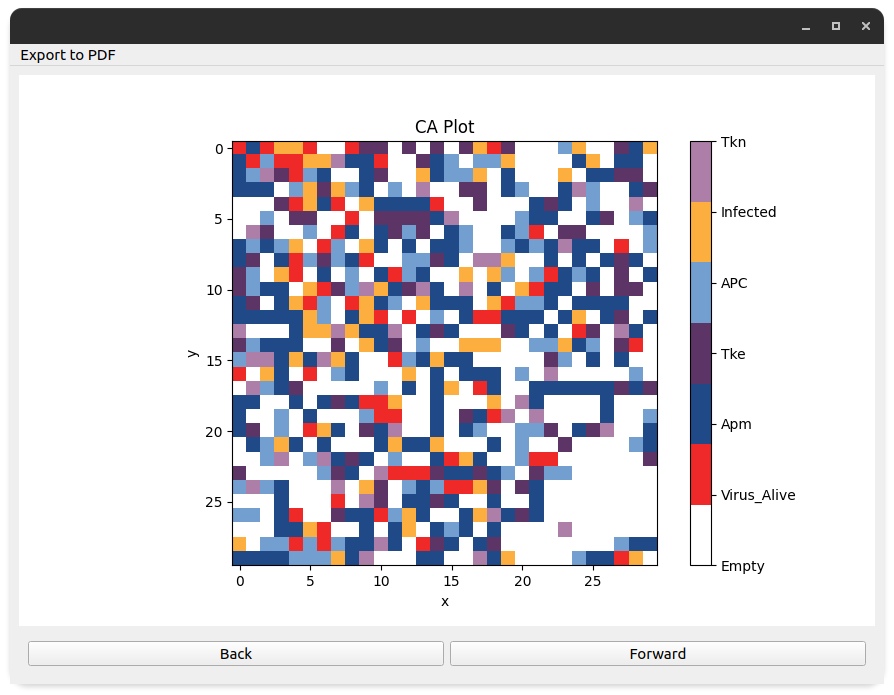 Export to PDF
CA Plot
0
5
10
15
20
25
y
0 5 10 15 20 25
x
Tkn
Infected
APC
Tke
Apm
Virus_Alive
Empty
Back Forward